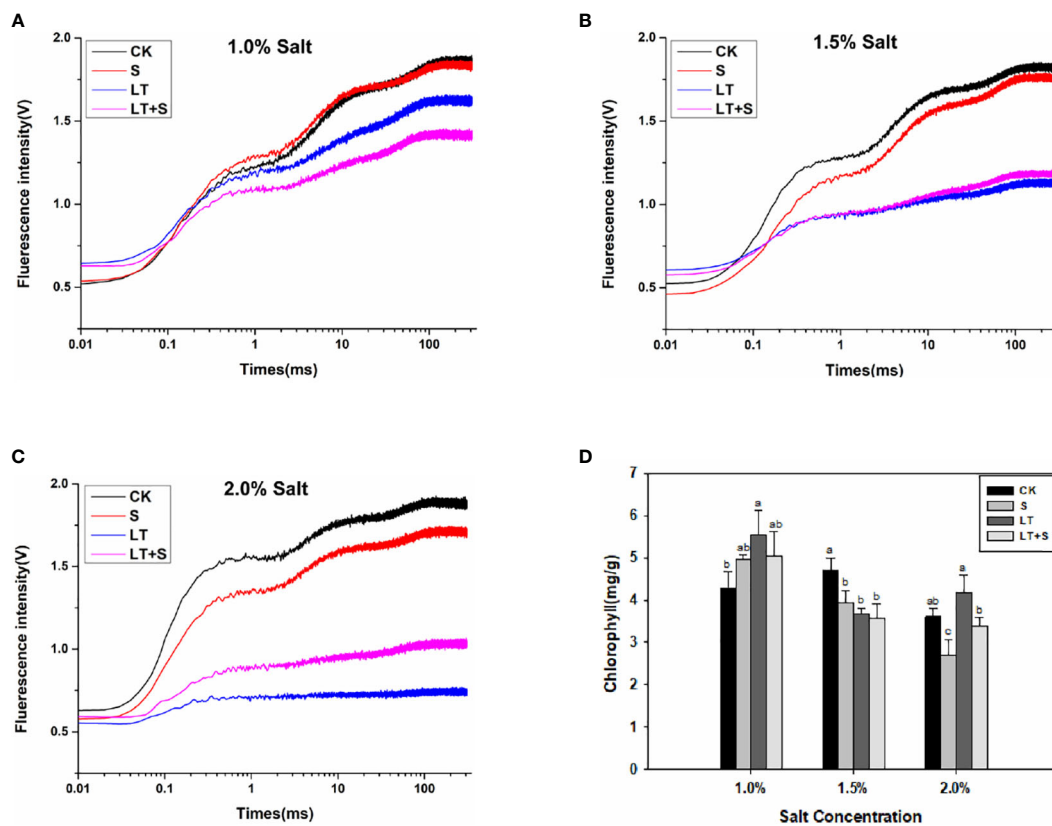 A
1.0% Salt
CK
S
LT
LT+S
2.0
1.5
1.0
0.5
Fluerescence intensity(V)
0.01 0.1 1 10 100
Times(ms)
B
1.5% Salt
CK
S
LT
LT+S
2.0
1.5
1.0
0.5
Fluerescence intensity(V)
0.01 0.1 1 10 100
Times(ms)
C
2.0% Salt
CK
S
LT
LT+S
2.0
1.5
1.0
0.5
Fluerescence intensity(V)
0.01 0.1 1 10 100
Times(ms)
D
CK
S
LT
LT+S
7
6
5
4
3
2
1
0
Chlorophyll(mg/g)
b ab a ab
a b b b
ab c a b
1.0% 1.5% 2.0%
Salt Concentration